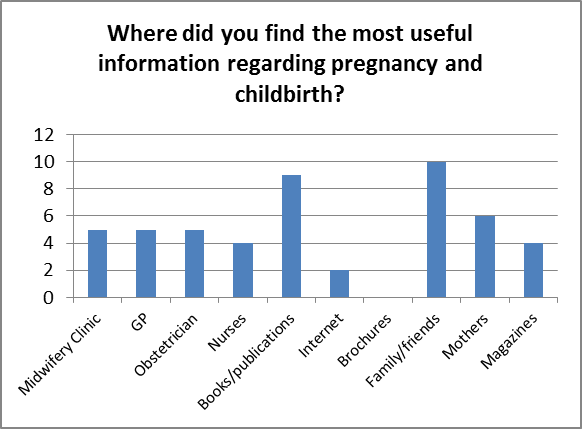 Where did you find the most useful
information regarding pregnancy and
childbirth?
12
10
8
6
4
2
0
Midwifery Clinic
GP
Obstetrician
Nurses
Books/publications
Internet
Brochures
Family/friends
Mothers
Magazines